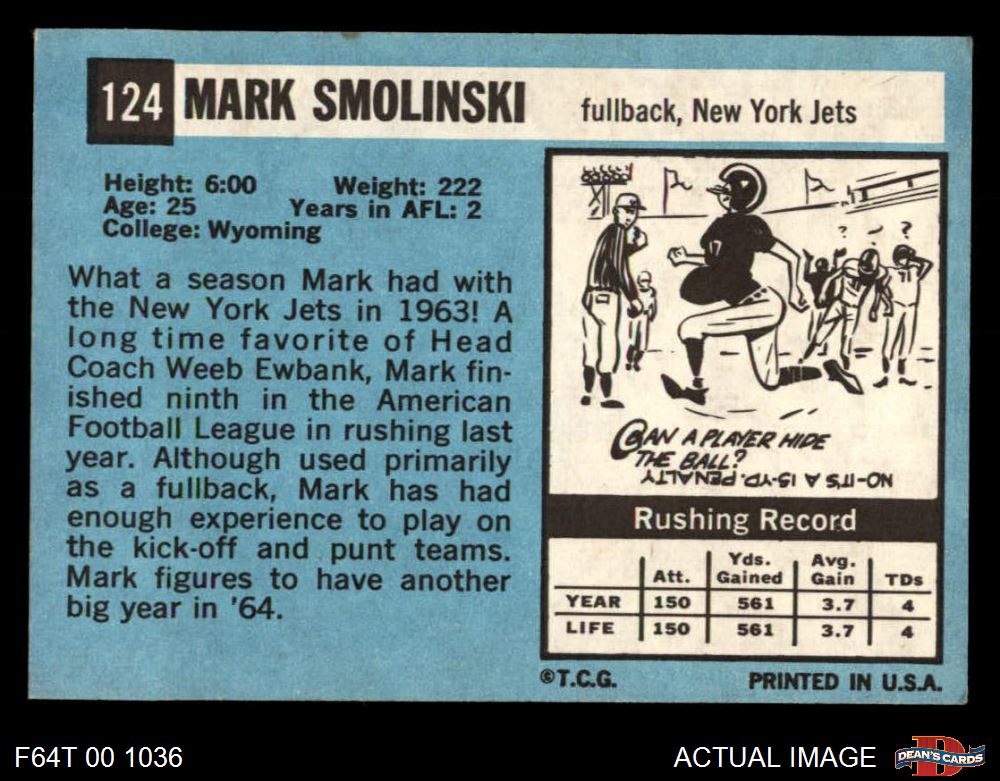 124 MARK SMOLINSKI fullback, New York Jets
Height: 6:00 Weight: 222
Age: 25 Years in AFL: 2
College: Wyoming
What a season Mark had with
the New York Jets in 1963! A
long time favorite of Head
Coach Weeb Ewbank, Mark fin-
ished ninth in the American
Football League in rushing last
year. Although used primarily
as a fullback, Mark has had
enough experience to play on
the kick-off and punt teams.
Mark figures to have another
big year in '64.
17
? ?
CAN A PLAYER HIDE
THE BALL?
NO-IT'S A 15-YD. PENALTY
Rushing Record
Att. Yds. Gained Avg. Gain TDs
YEAR 150 561 3.7 4
LIFE 150 561 3.7 4
©T.C.G. PRINTED IN U.S.A.
F64T 00 1036 ACTUAL IMAGE D DEAN'S CARDS